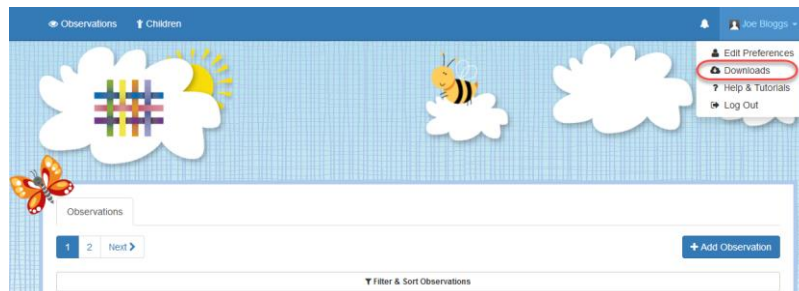 Observations Children Joe Bloggs
Edit Preferences
Downloads
? Help & Tutorials
Log Out
Observations
1 2 Next
+ Add Observation
Filter & Sort Observations